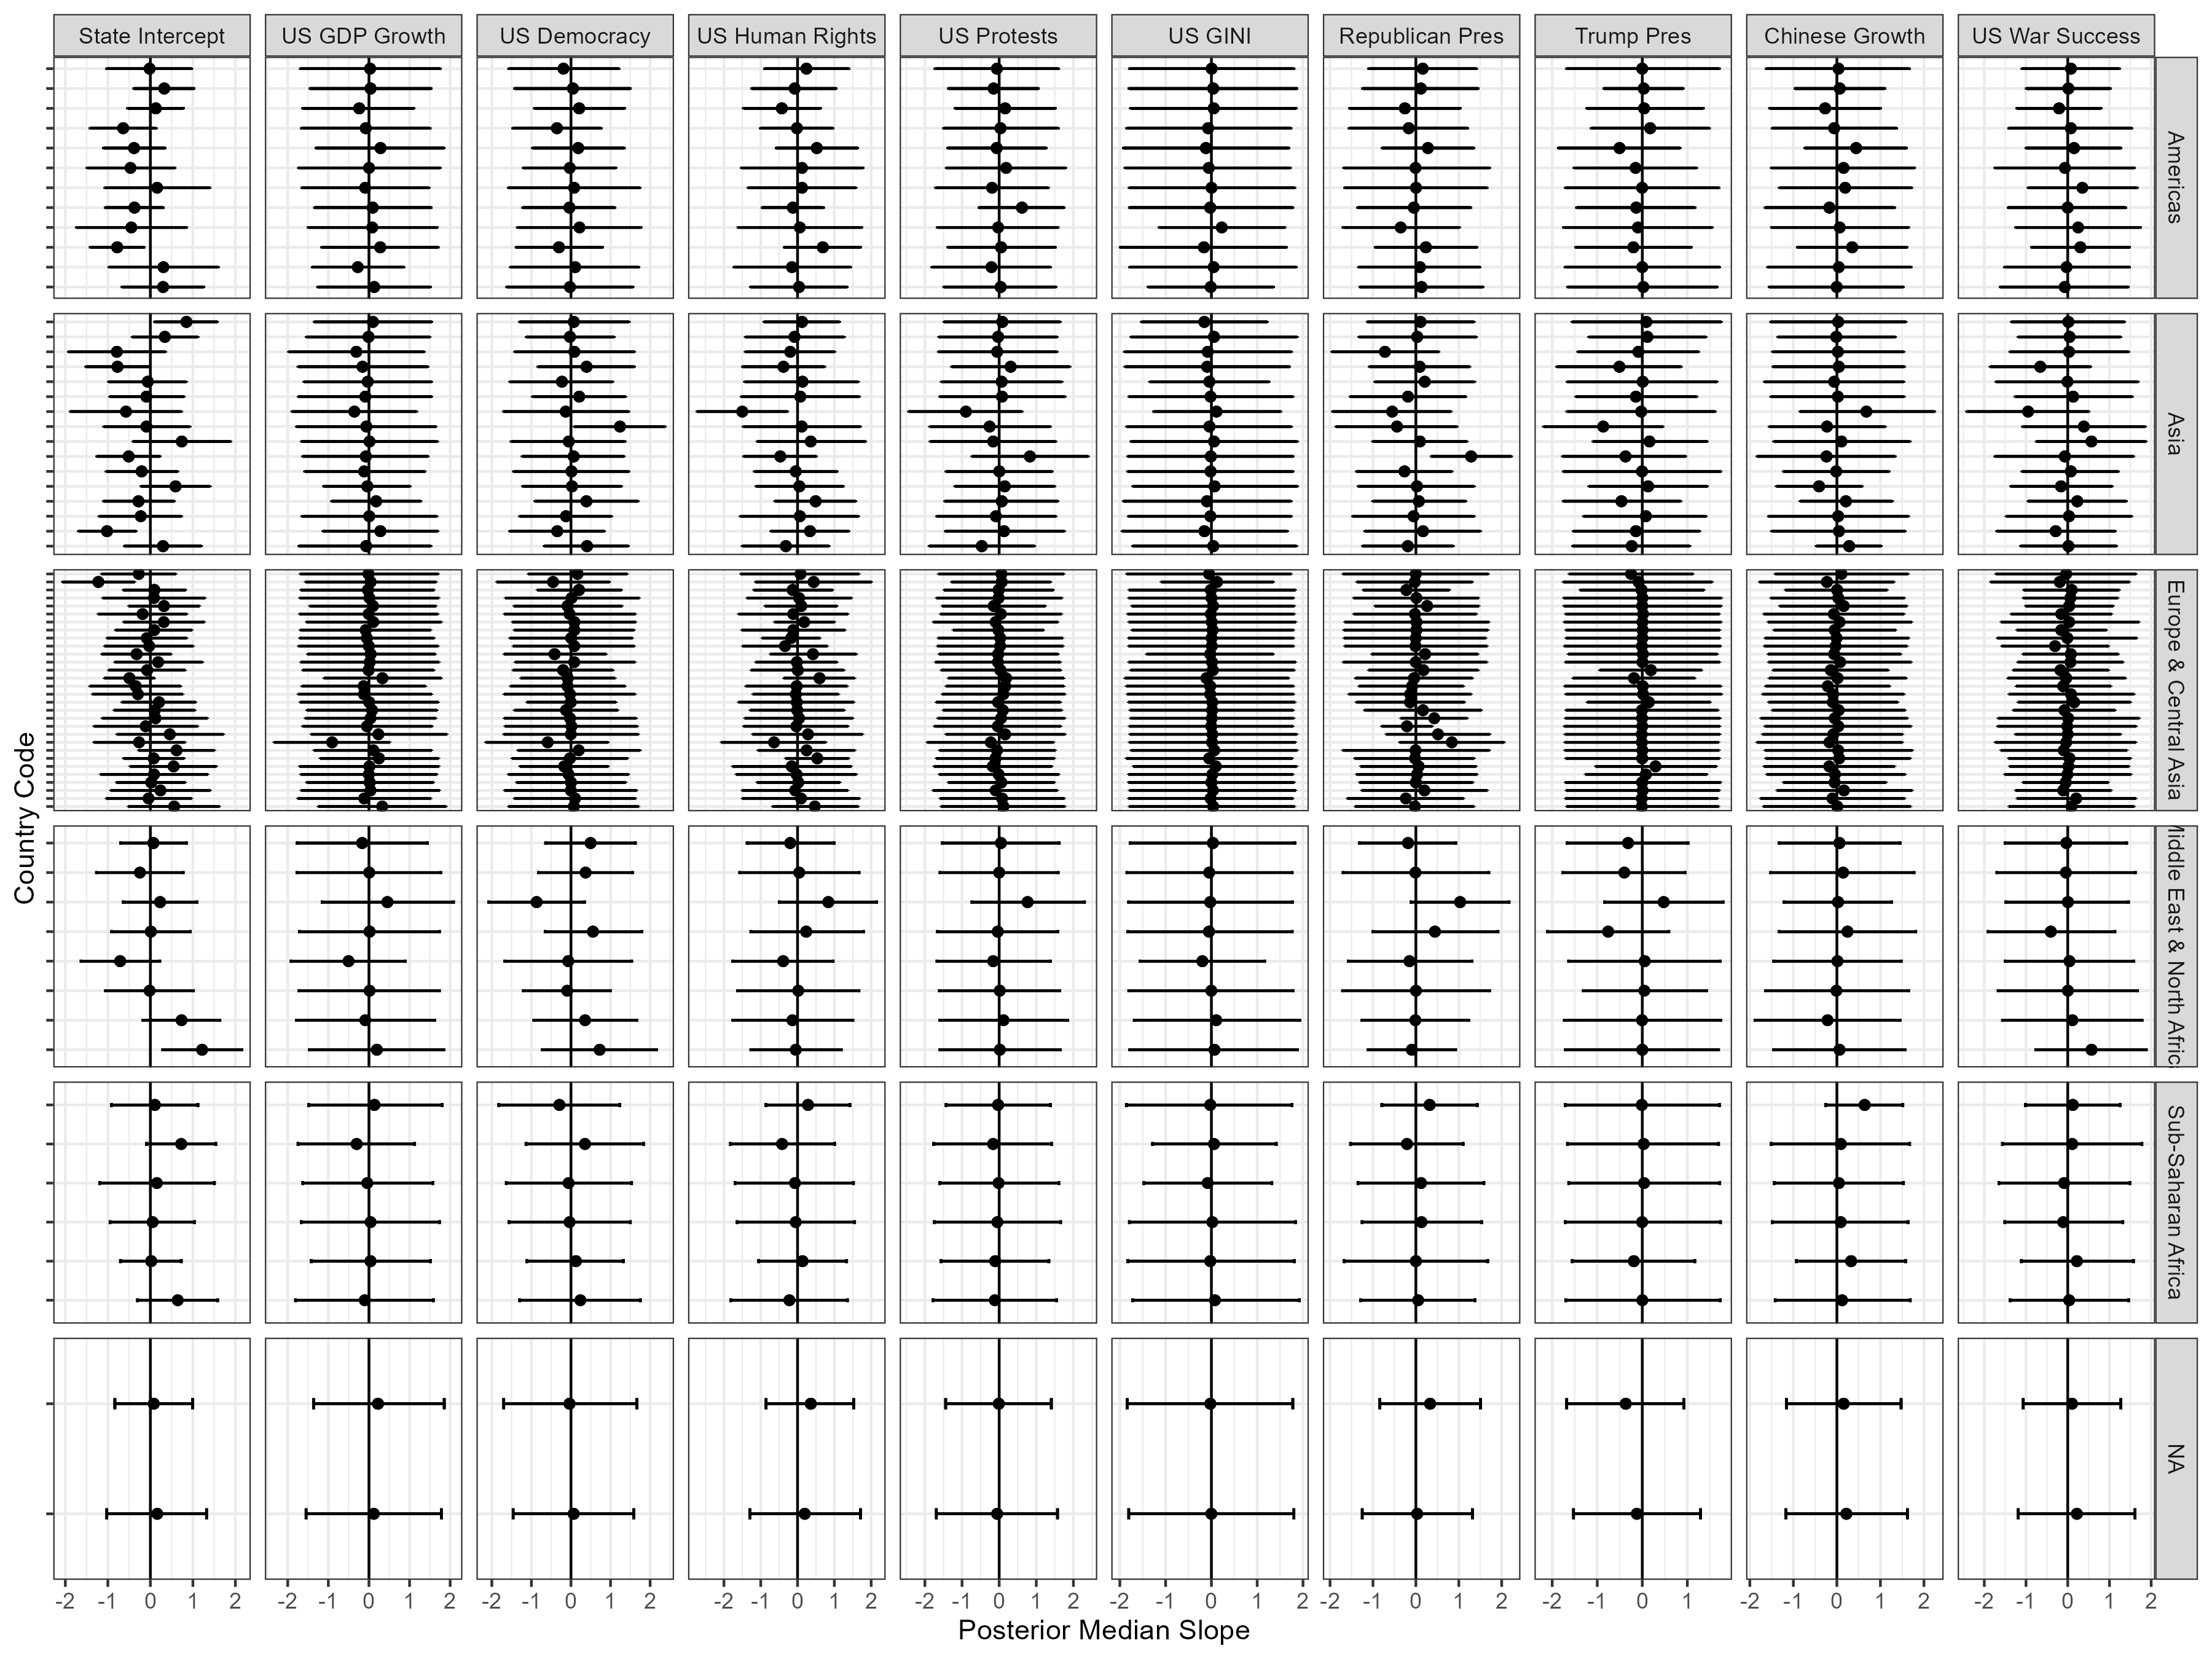 State Intercept US GDP Growth US Democracy US Human Rights US Protests US GINI Republican Pres Trump Pres Chinese Growth US War Success
Americas
Asia
Europe & Central Asia
Middle East & North Afric
Sub-Saharan Africa
NA
Country Code
-2 -1 0 1 2 -2 -1 0 1 2 -2 -1 0 1 2 -2 -1 0 1 2 -2 -1 0 1 2 -2 -1 0 1 2 -2 -1 0 1 2 -2 -1 0 1 -2 -1 0 1 2 -2 -1 0 1 2
Posterior Median Slope